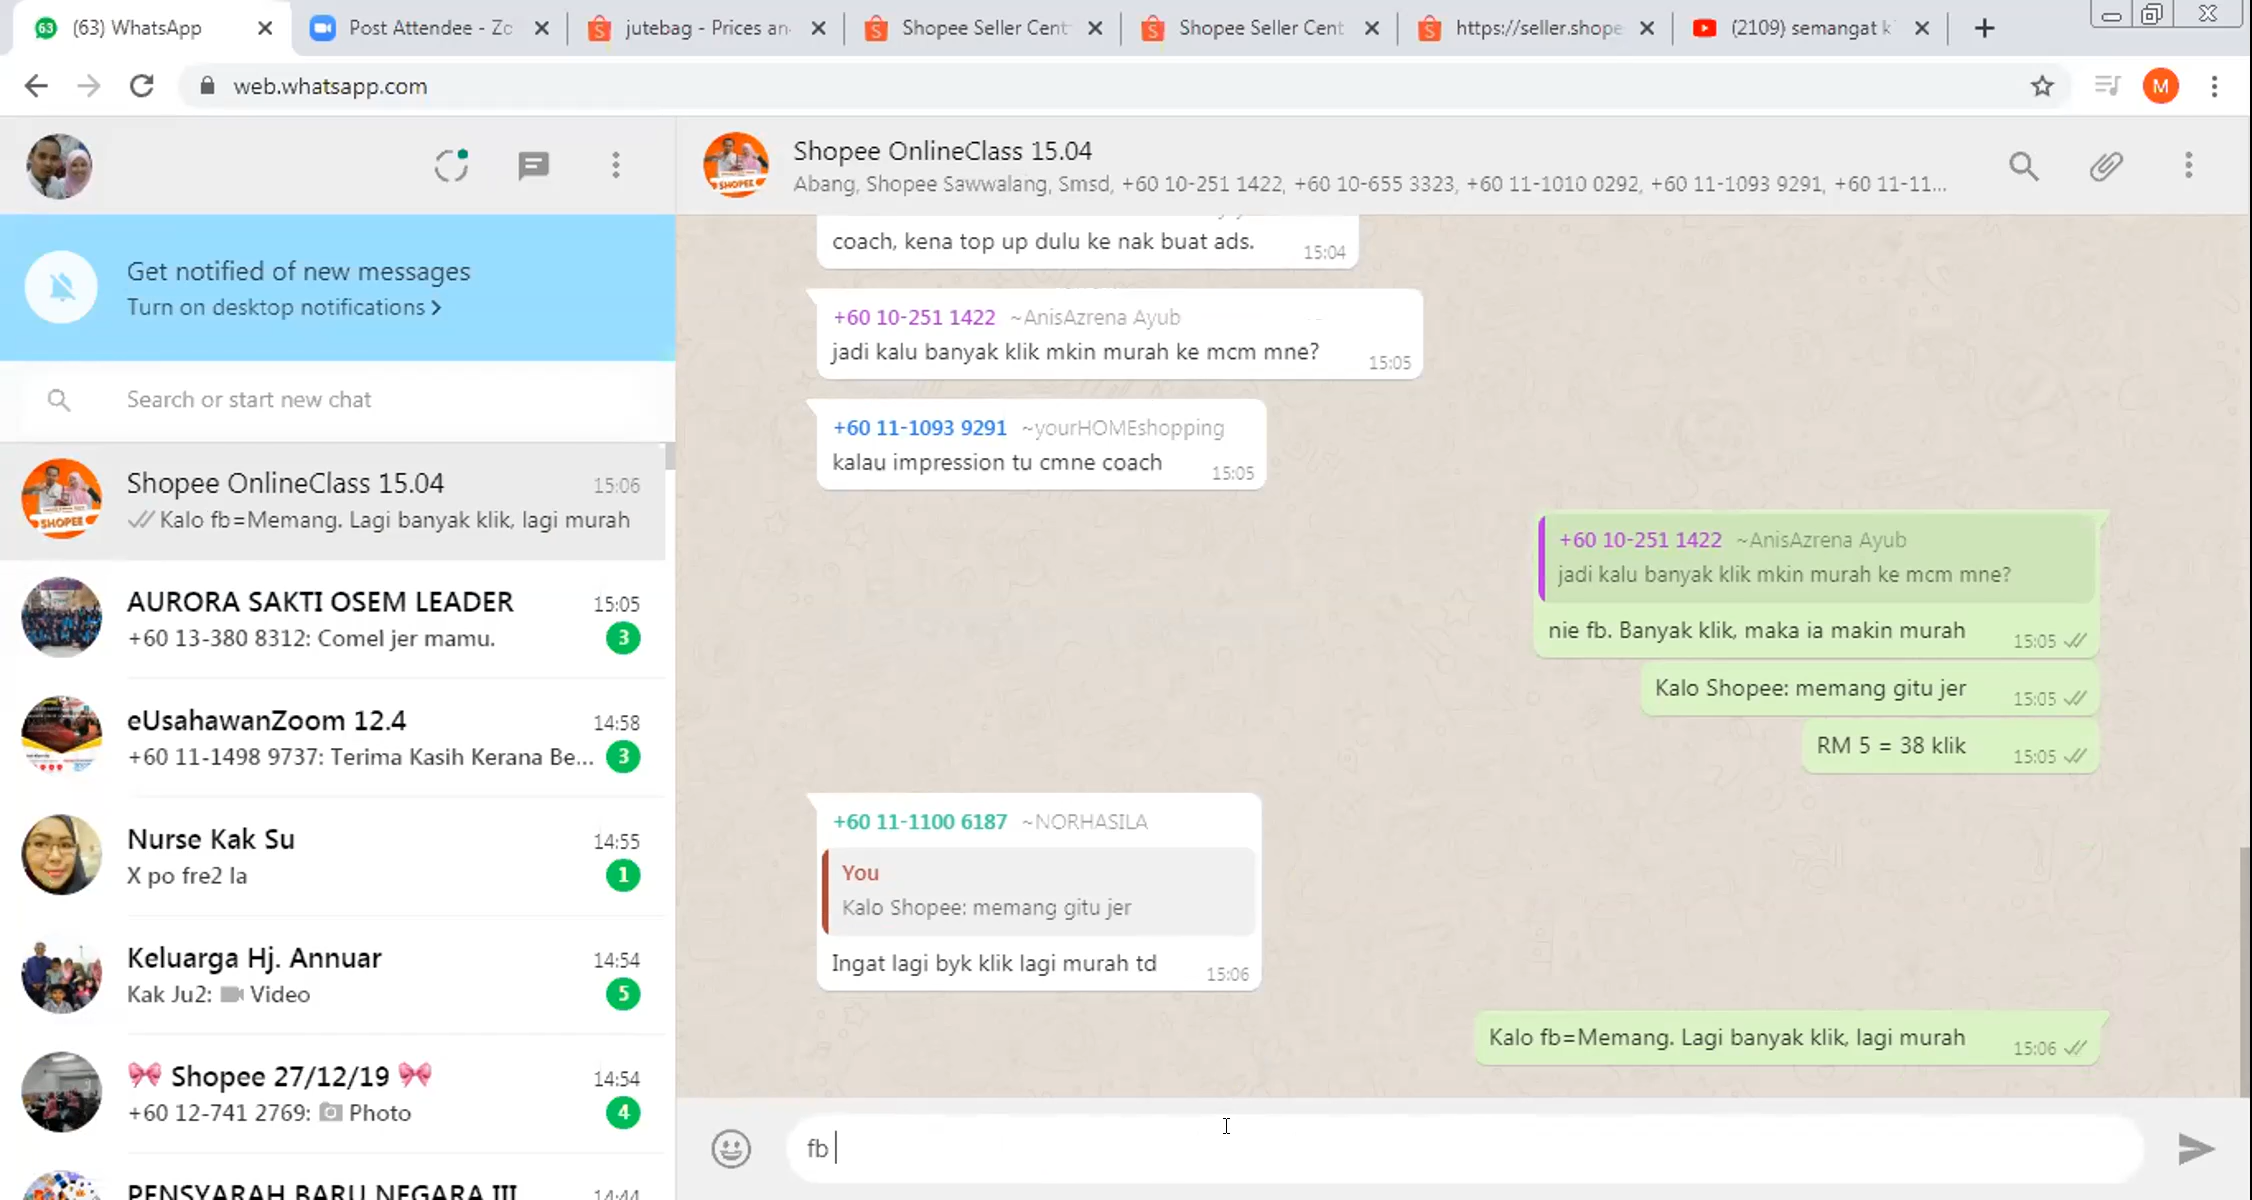 63
(63) WhatsApp
Post Attendee - Zo
jutebag - Prices an
Shopee Seller Cent
Shopee Seller Cent
https://seller.shope
(2109) semangat k
web.whatsapp.com
M
Get notified of new messages
Turn on desktop notifications >
Search or start new chat
Shopee OnlineClass 15.04
15:06
Kalo fb=Memang. Lagi banyak klik, lagi murah
AURORA SAKTI OSEM LEADER
15:05
+60 13-380 8312: Comel jer mamu.
3
eUsahawanZoom 12.4
14:58
+60 11-1498 9737: Terima Kasih Kerana Be...
3
Nurse Kak Su
14:55
X po fre2 la
1
Keluarga Hj. Annuar
14:54
Kak Ju2: Video
5
🎀 Shopee 27/12/19 🎀
14:54
+60 12-741 2769: Photo
4
PENSYARAH BARU NEGARA III
14:44
SHOPEE
Shopee OnlineClass 15.04
Abang, Shopee Sawwalang, Smsd, +60 10-251 1422, +60 10-655 3323, +60 11-1010 0292, +60 11-1093 9291, +60 11-11...
coach, kena top up dulu ke nak buat ads.
15:04
+60 10-251 1422 ~AnisAzrena Ayub
jadi kalu banyak klik mkin murah ke mcm mne?
15:05
+60 11-1093 9291 ~yourHOMEshopping
kalau impression tu cmne coach
15:05
+60 10-251 1422 ~AnisAzrena Ayub
jadi kalu banyak klik mkin murah ke mcm mne?
nie fb. Banyak klik, maka ia makin murah
15:05
Kalo Shopee: memang gitu jer
15:05
RM 5 = 38 klik
15:05
+60 11-1100 6187 ~NORHASILA
You
Kalo Shopee: memang gitu jer
Ingat lagi byk klik lagi murah td
15:06
Kalo fb=Memang. Lagi banyak klik, lagi murah
15:06
fb